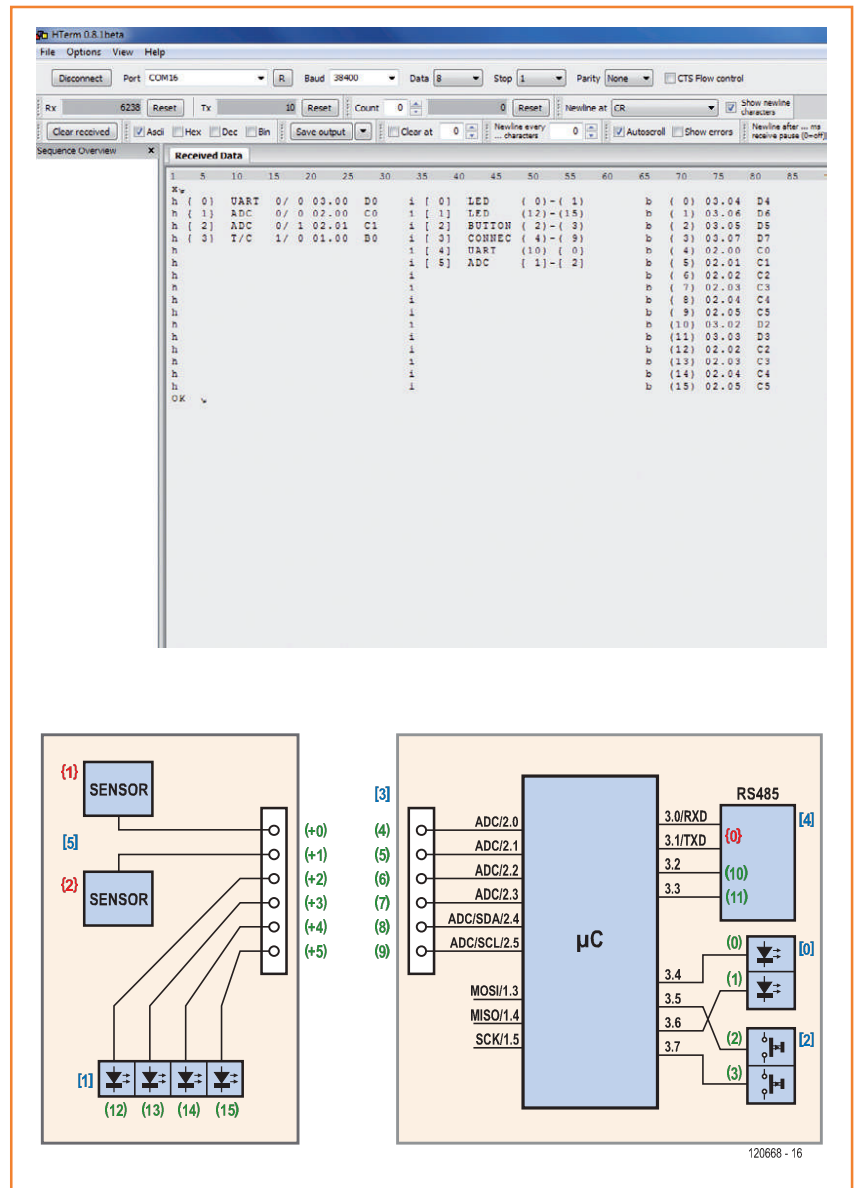 HTerm 0.8.1beta
File Options View Help
Disconnect Port COM16 R Baud 38400 Data 8 Stop 1 Parity None CTS Flow control
Rx 6238 Reset Tx 10 Reset Count 0 0 Reset Newline at CR Show newline characters
Clear received Ascii Hex Dec Bin Save output Clear at 0 Newline every ... characters 0 Autoscroll Show errors Newline after ... ms receive pause (0=off)
Sequence Overview x Received Data
1 5 10 15 20 25 30 35 40 45 50 55 60 65 70 75 80 85
x
h { 0} UART 0/ 0 03.00 D0 i [ 0] LED ( 0)-( 1) b ( 0) 03.04 D4
h { 1} ADC 0/ 0 02.00 C0 i [ 1] LED (12)-(15) b ( 1) 03.06 D6
h { 2} ADC 0/ 1 02.01 C1 i [ 2] BUTTON ( 2)-( 3) b ( 2) 03.05 D5
h { 3} T/C 1/ 0 01.00 B0 i [ 3] CONNEC ( 4)-( 9) b ( 3) 03.07 D7
h i [ 4] UART (10) { 0} b ( 4) 02.00 C0
h i [ 5] ADC { 1}-{ 2} b ( 5) 02.01 C1
h i b ( 6) 02.02 C2
h i b ( 7) 02.03 C3
h i b ( 8) 02.04 C4
h i b ( 9) 02.05 C5
h i b (10) 03.02 D2
h i b (11) 03.03 D3
h i b (12) 02.02 C2
h i b (13) 02.03 C3
h i b (14) 02.04 C4
h i b (15) 02.05 C5
OK
{1}
SENSOR
[5]
{2}
SENSOR
(+0)
(+1)
(+2)
(+3)
(+4)
(+5)
[1]
(12) (13) (14) (15)
[3]
(4)
(5)
(6)
(7)
(8)
(9)
ADC/2.0
ADC/2.1
ADC/2.2
ADC/2.3
ADC/SDA/2.4
ADC/SCL/2.5
MOSI/1.3
MISO/1.4
SCK/1.5
µC
RS485
3.0/RXD
3.1/TXD
3.2
3.3
{0}
(10)
(11)
[4]
3.4
3.5
3.6
3.7
(0)
(1)
[0]
(2)
(3)
[2]
120668 - 16